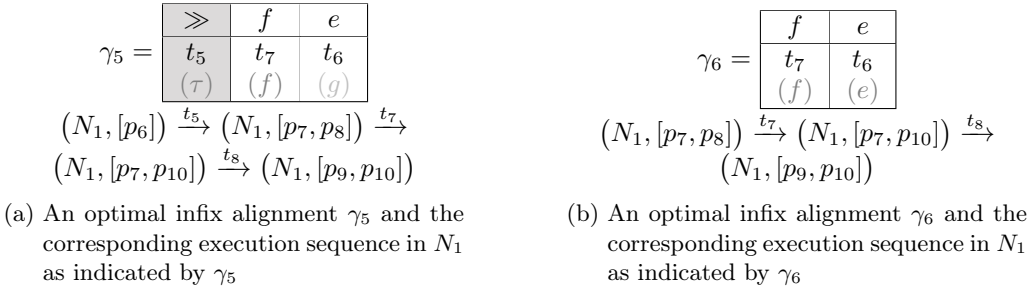 γ₅ =
≫ f e
t₅ t₇ t₆
(τ) (f) (g)
(N₁, [p₆]) →^{t₅} (N₁, [p₇, p₈]) →^{t₇}
(N₁, [p₇, p₁₀]) →^{t₈} (N₁, [p₉, p₁₀])
(a) An optimal infix alignment γ₅ and the
corresponding execution sequence in N₁
as indicated by γ₅
γ₆ =
f e
t₇ t₆
(f) (e)
(N₁, [p₇, p₈]) →^{t₇} (N₁, [p₇, p₁₀]) →^{t₈}
(N₁, [p₉, p₁₀])
(b) An optimal infix alignment γ₆ and the
corresponding execution sequence in N₁
as indicated by γ₆